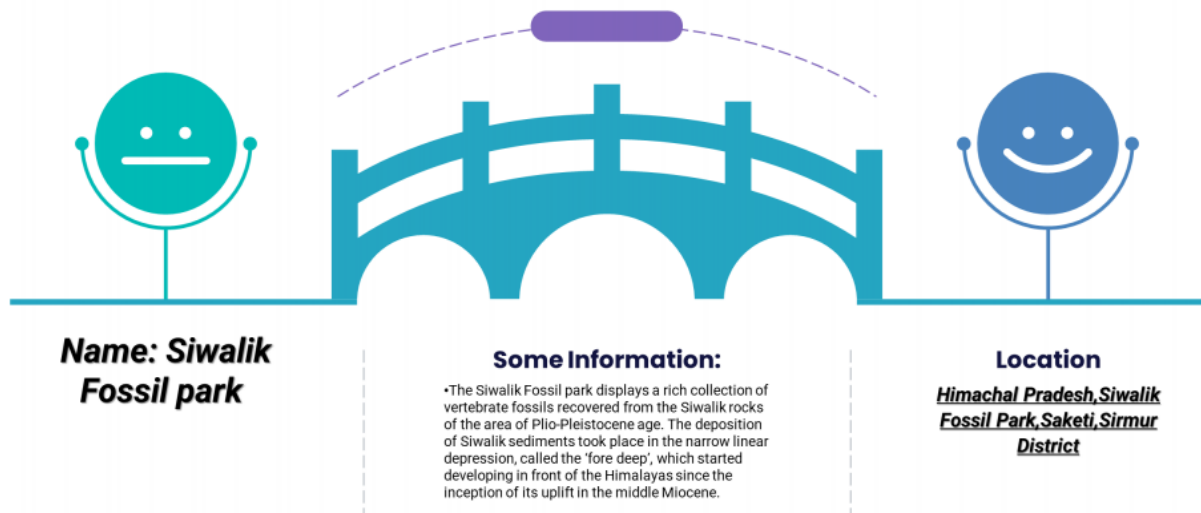 Name: Siwalik
Fossil park
Some Information:
•The Siwalik Fossil park displays a rich collection of
vertebrate fossils recovered from the Siwalik rocks
of the area of Plio-Pleistocene age. The deposition
of Siwalik sediments took place in the narrow linear
depression, called the ‘fore deep’, which started
developing in front of the Himalayas since the
inception of its uplift in the middle Miocene.
Location
Himachal Pradesh,Siwalik
Fossil Park,Saketi,Sirmur
District